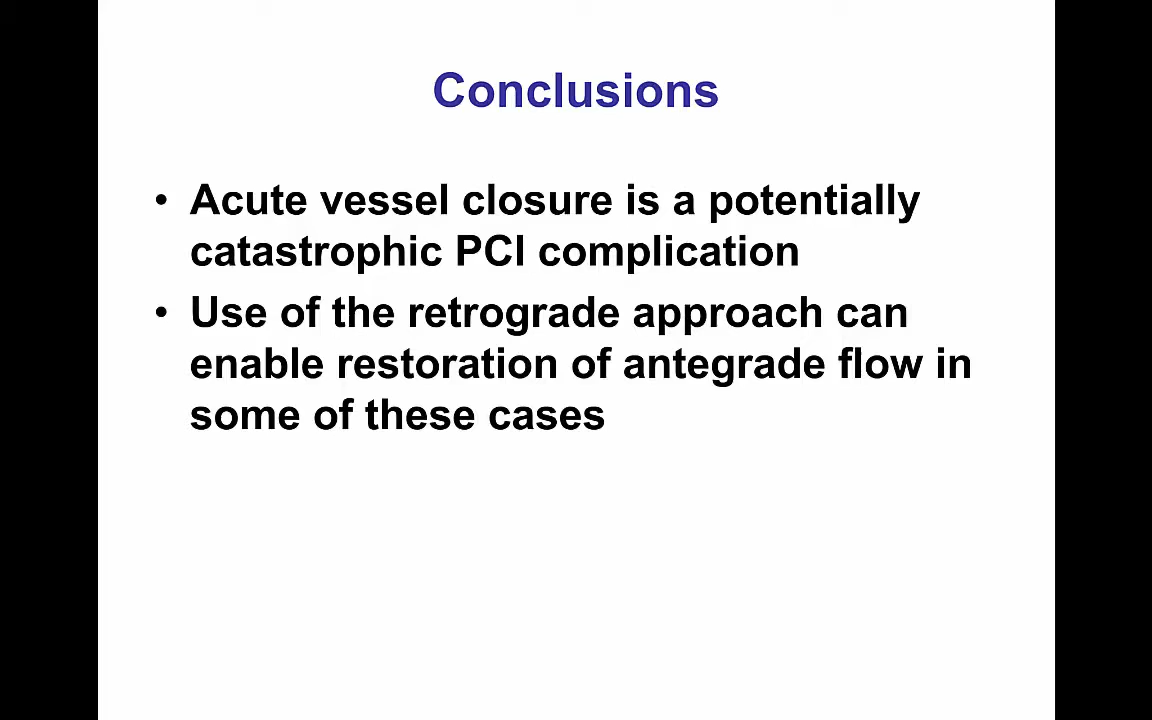 Conclusions
• Acute vessel closure is a potentially
catastrophic PCI complication
• Use of the retrograde approach can
enable restoration of antegrade flow in
some of these cases